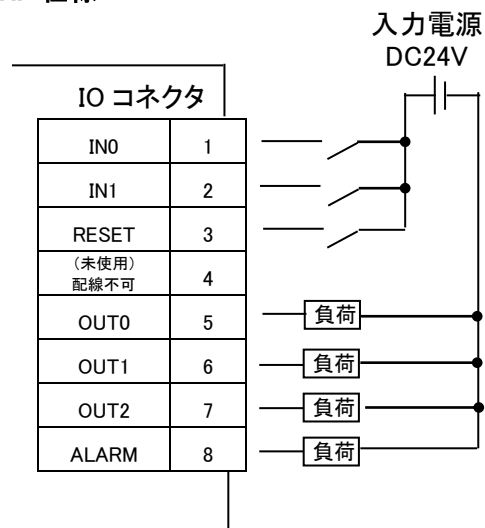 入力電源
DC24V
IO コネクタ
IN0 1
IN1 2
RESET 3
(未使用)
配線不可 4
OUT0 5 負荷
OUT1 6 負荷
OUT2 7 負荷
ALARM 8 負荷